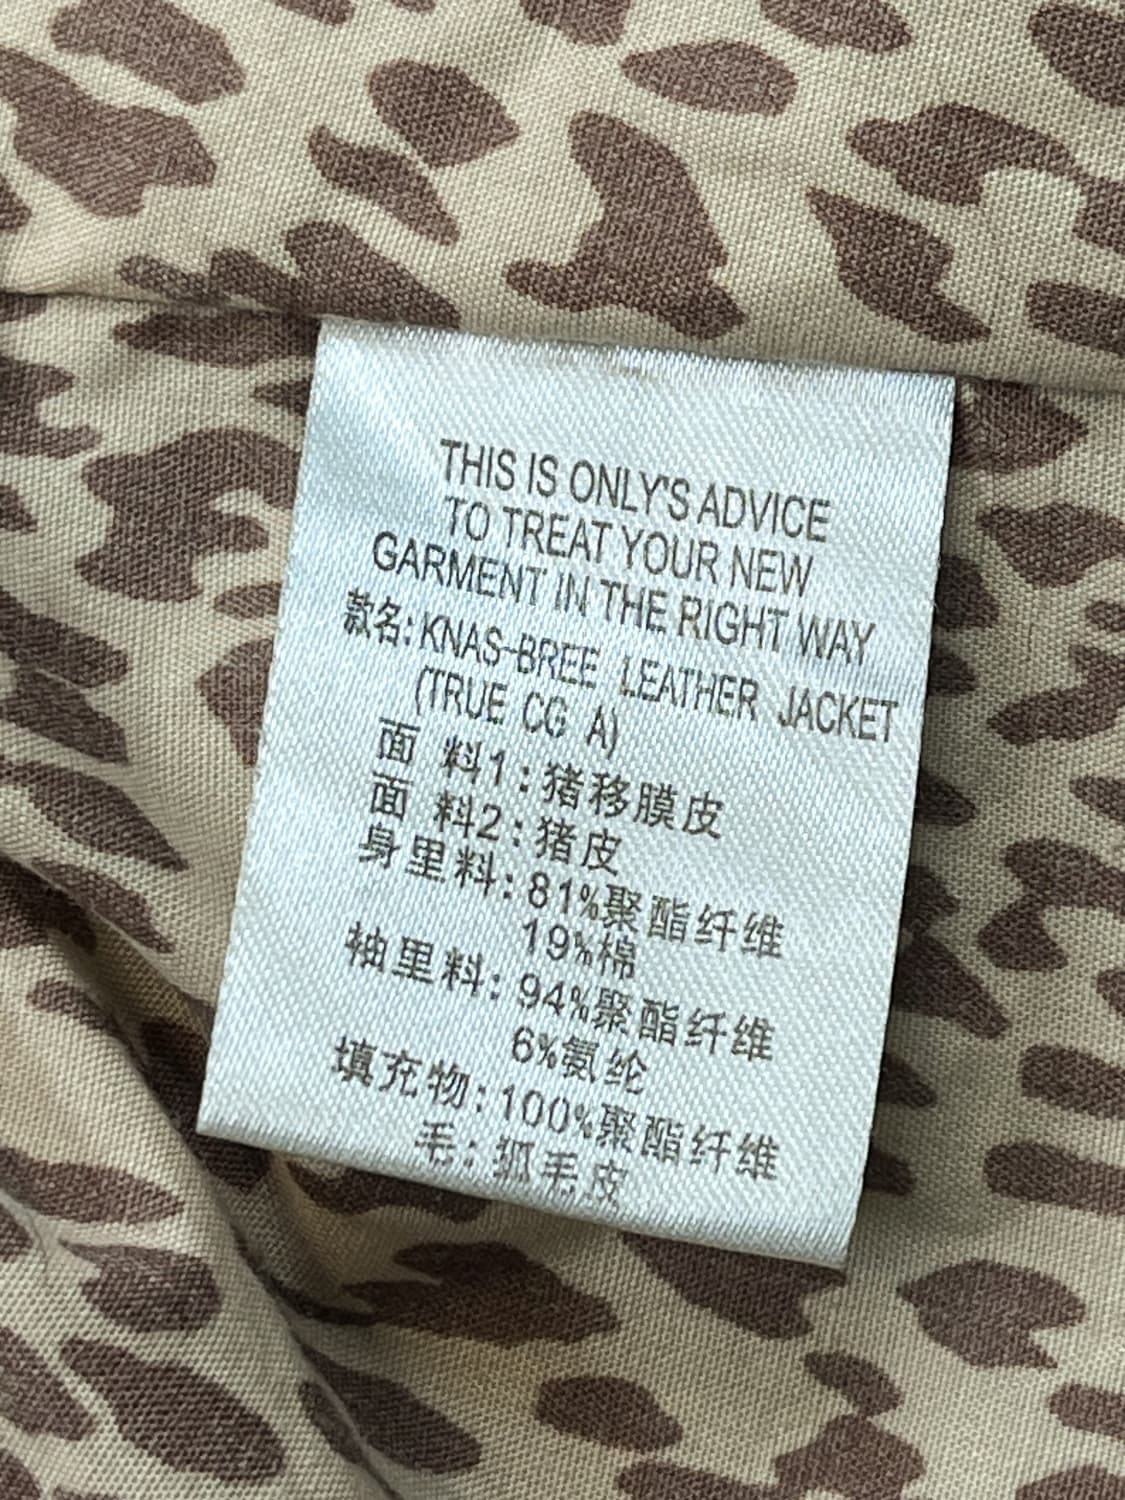 THIS IS ONLY'S ADVICE
TO TREAT YOUR NEW
GARMENT IN THE RIGHT WAY
款名:KNAS-BREE LEATHER JACKET
(TRUE CG A)
面 料1:猪移膜皮
面 料2:猪皮
身里料:81%聚酯纤维
19%棉
袖里料:94%聚酯纤维
6%氨纶
填充物:100%聚酯纤维
毛:狐毛皮